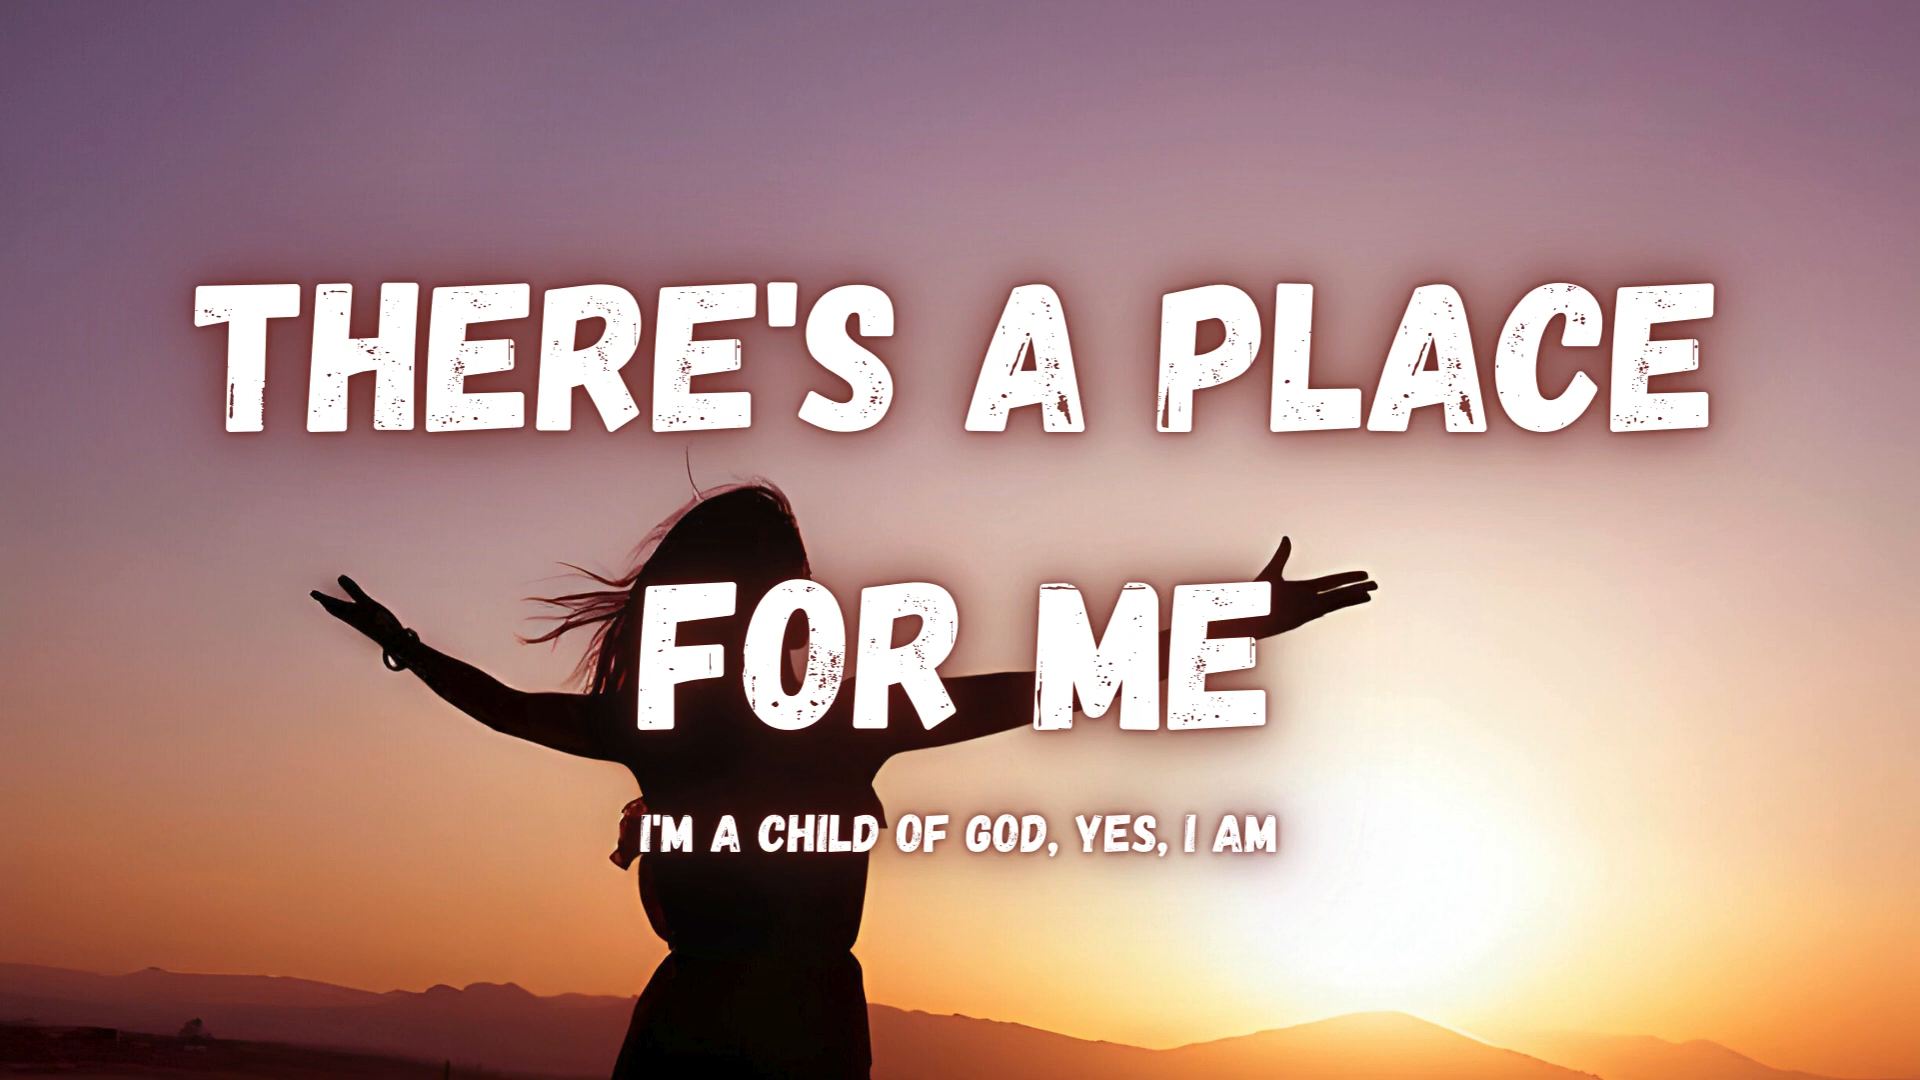 THERE'S A PLACE
FOR ME
I'M A CHILD OF GOD, YES, I AM